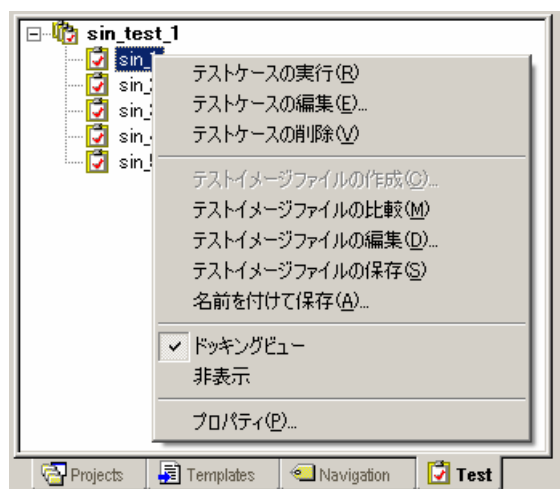 sin_test_1
sin_
sin_
sin_
sin_
sin_
テストケースの実行(R)
テストケースの編集(E)...
テストケースの削除(V)
テストイメージファイルの作成(C)...
テストイメージファイルの比較(M)
テストイメージファイルの編集(D)...
テストイメージファイルの保存(S)
名前を付けて保存(A)...
ドッキングビュー
非表示
プロパティ(P)...
Projects
Templates
Navigation
Test